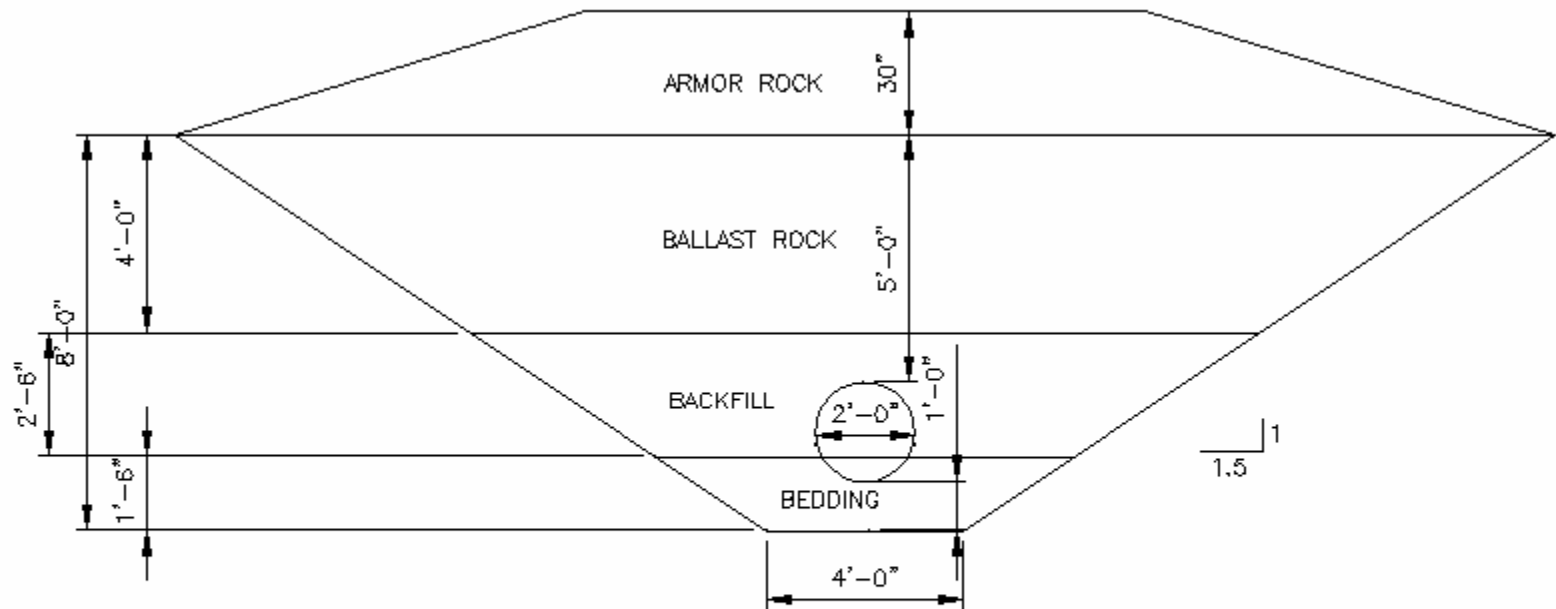 ARMOR ROCK
30"
BALLAST ROCK
4'-0"
5'-0"
8'-0"
2'-6"
BACKFILL
2'-0"
1'-0"
1
1.5
1'-6"
BEDDING
4'-0"